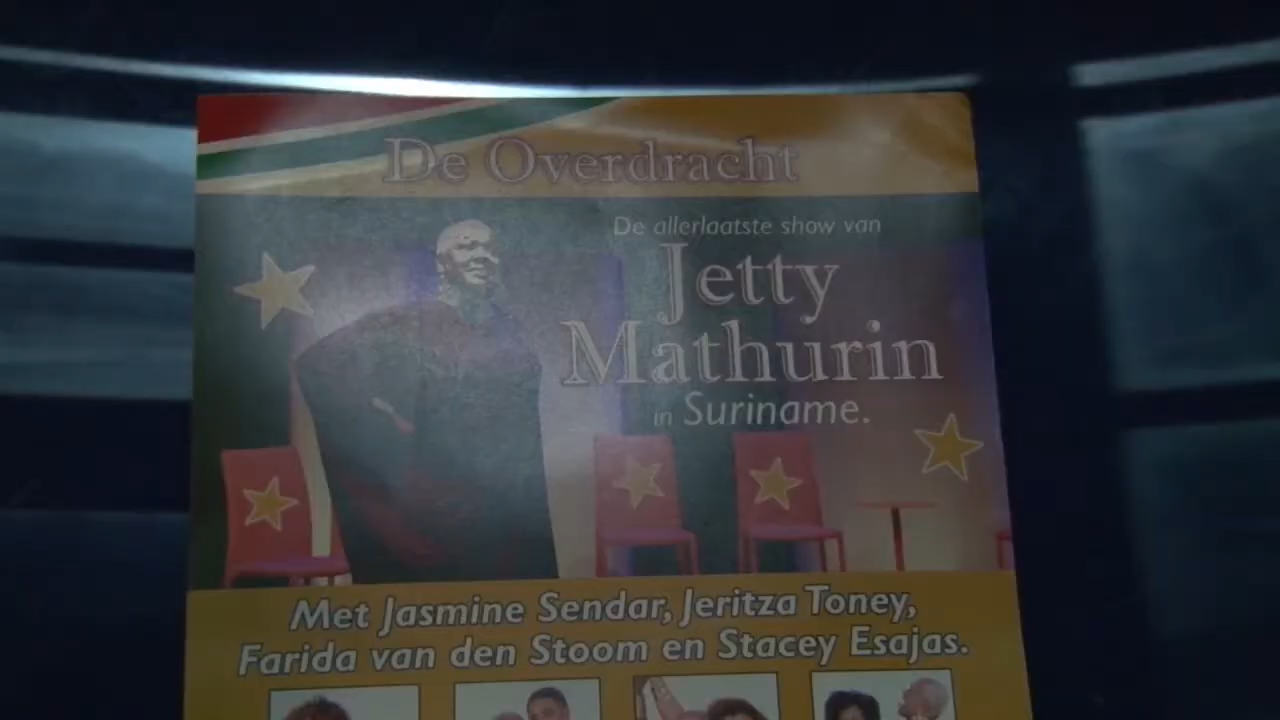 De Overdracht
De allerlaatste show van
Jetty
Mathurin
in Suriname.
Met Jasmine Sendar, Jeritza Toney,
Farida van den Stoom en Stacey Esajas.